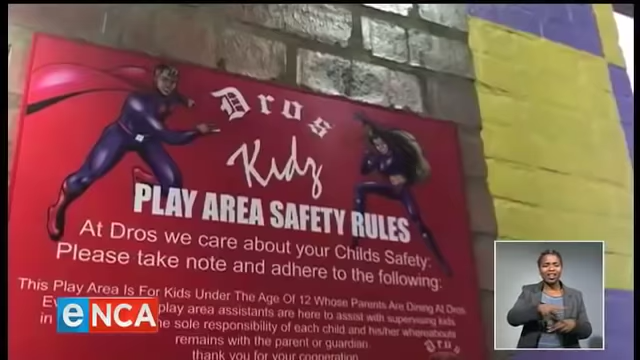 Dros
Kidz
PLAY AREA SAFETY RULES
At Dros we care about your Childs Safety.
Please take note and adhere to the following:
This Play Area Is For Kids Under The Age Of 12 Whose Parents Are Dining At Dros
play area assistants are here to assist with supervising kids
in the sole responsibility of each child and his/her whereabouts
remains with the parent or guardian.
thank you for your cooperation
Dros
eNCA